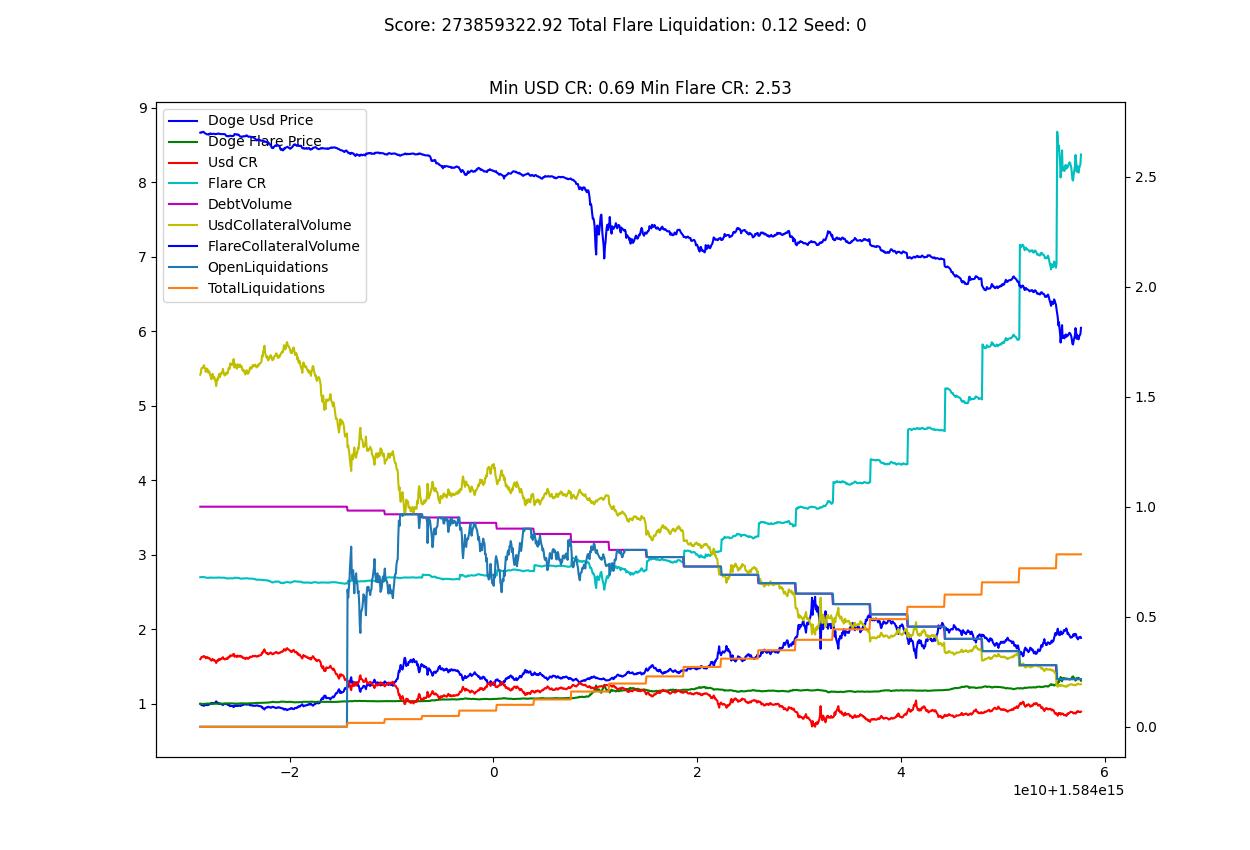 Score: 273859322.92 Total Flare Liquidation: 0.12 Seed: 0
Min USD CR: 0.69 Min Flare CR: 2.53
Doge Usd Price
Doge Flare Price
Usd CR
Flare CR
DebtVolume
UsdCollateralVolume
FlareCollateralVolume
OpenLiquidations
TotalLiquidations
9
8
7
6
5
4
3
2
1
2.5
2.0
1.5
1.0
0.5
0.0
−2
0
2
4
6
1e10+1.584e15